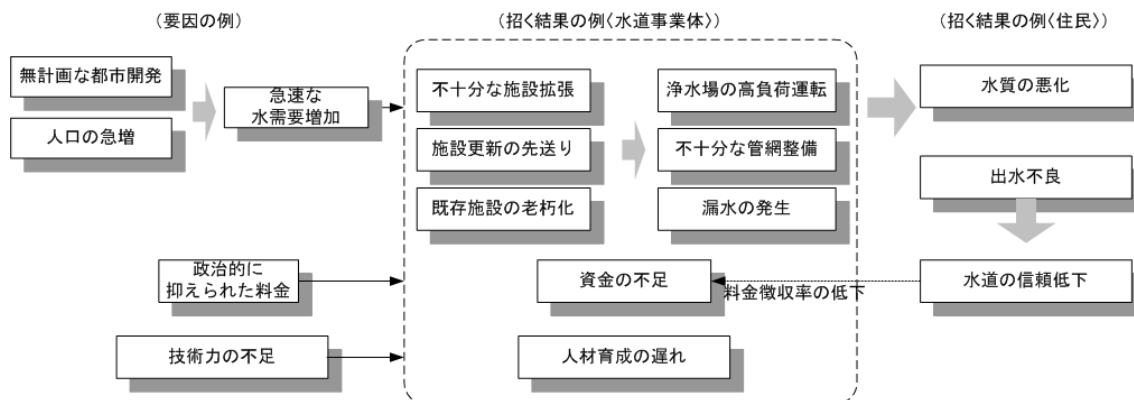 （要因の例）
（招く結果の例〈水道事業体〉）
（招く結果の例〈住民〉）
無計画な都市開発
人口の急増
急速な
水需要増加
不十分な施設拡張
施設更新の先送り
既存施設の老朽化
浄水場の高負荷運転
不十分な管網整備
漏水の発生
水質の悪化
出水不良
政治的に
抑えられた料金
資金の不足
料金徴収率の低下
水道の信頼低下
技術力の不足
人材育成の遅れ